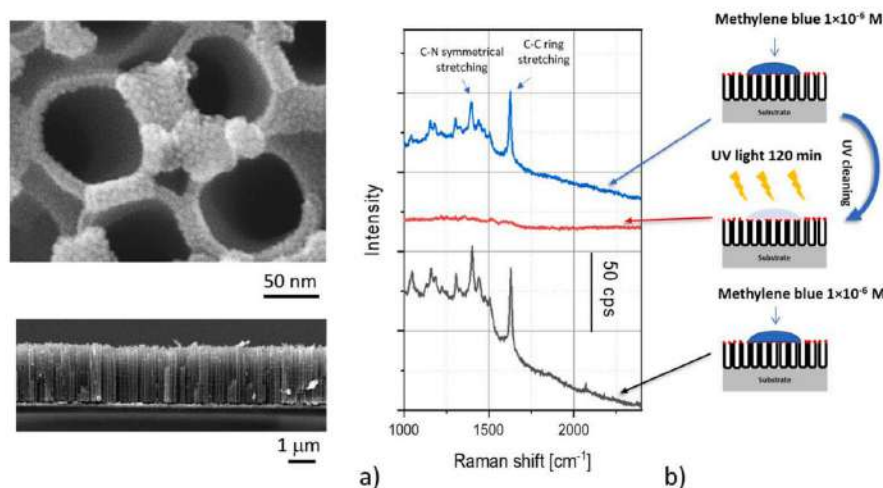 50 nm
1 μm
a)
C-N symmetrical
stretching
C-C ring
stretching
Intensity
50 cps
1000
1500
2000
Raman shift [cm⁻¹]
b)
Methylene blue 1×10⁻⁶ M
Substrate
UV cleaning
UV light 120 min
Substrate
Methylene blue 1×10⁻⁶ M
Substrate